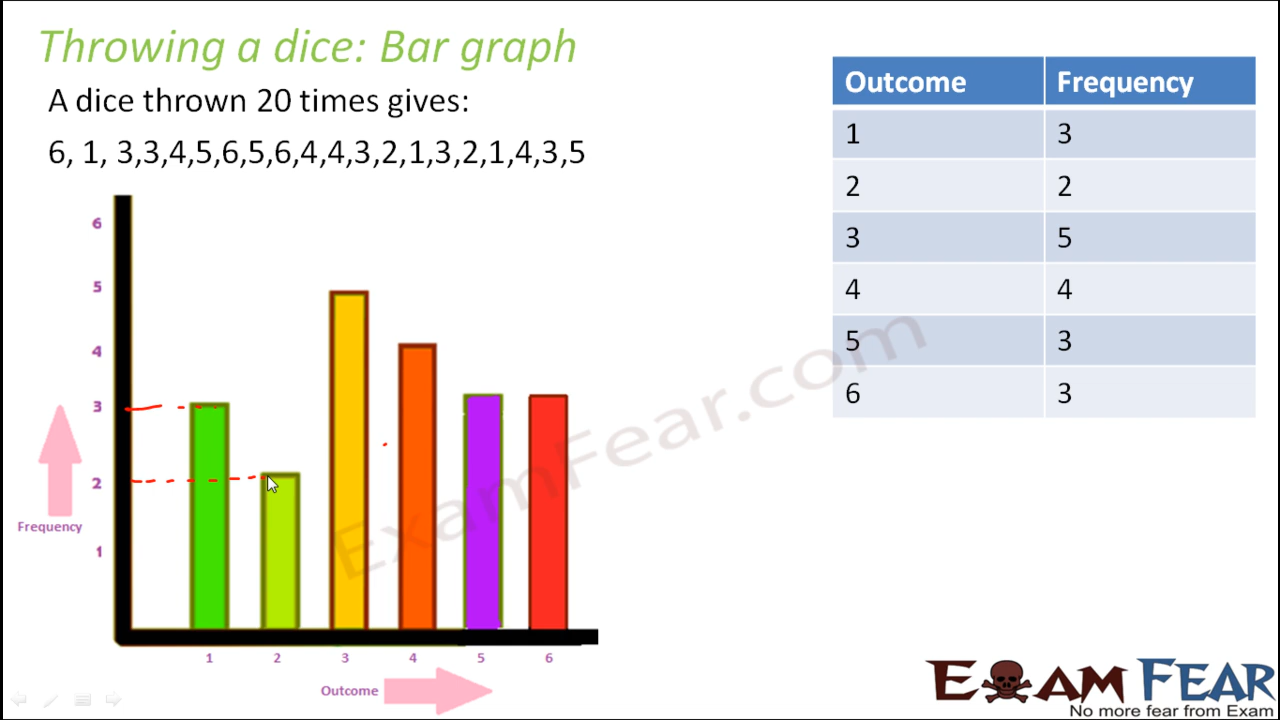 Throwing a dice: Bar graph
A dice thrown 20 times gives:
6, 1, 3,3,4,5,6,5,6,4,4,3,2,1,3,2,1,4,3,5
Outcome Frequency
1 3
2 2
3 5
4 4
5 3
6 3
6
5
4
3
2
1
Frequency
1 2 3 4 5 6
Outcome
ExamFear.com
EXAMFEAR
No more fear from Exam